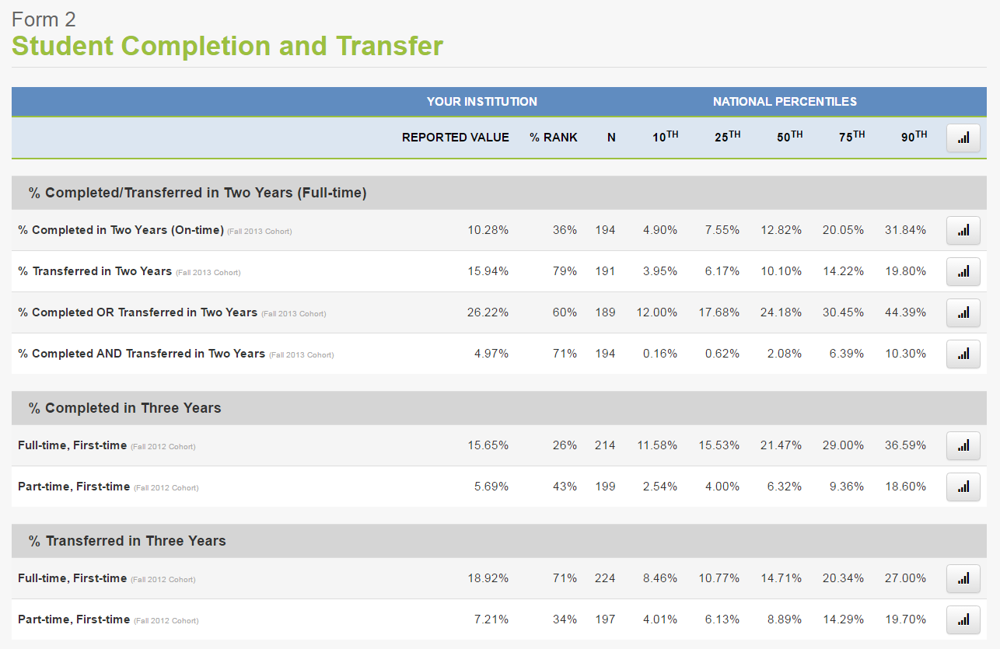 Form 2
Student Completion and Transfer
YOUR INSTITUTION NATIONAL PERCENTILES
REPORTED VALUE % RANK N 10TH 25TH 50TH 75TH 90TH
% Completed/Transferred in Two Years (Full-time)
% Completed in Two Years (On-time) (Fall 2013 Cohort) 10.28% 36% 194 4.90% 7.55% 12.82% 20.05% 31.84%
% Transferred in Two Years (Fall 2013 Cohort) 15.94% 79% 191 3.95% 6.17% 10.10% 14.22% 19.80%
% Completed OR Transferred in Two Years (Fall 2013 Cohort) 26.22% 60% 189 12.00% 17.68% 24.18% 30.45% 44.39%
% Completed AND Transferred in Two Years (Fall 2013 Cohort) 4.97% 71% 194 0.16% 0.62% 2.08% 6.39% 10.30%
% Completed in Three Years
Full-time, First-time (Fall 2012 Cohort) 15.65% 26% 214 11.58% 15.53% 21.47% 29.00% 36.59%
Part-time, First-time (Fall 2012 Cohort) 5.69% 43% 199 2.54% 4.00% 6.32% 9.36% 18.60%
% Transferred in Three Years
Full-time, First-time (Fall 2012 Cohort) 18.92% 71% 224 8.46% 10.77% 14.71% 20.34% 27.00%
Part-time, First-time (Fall 2012 Cohort) 7.21% 34% 197 4.01% 6.13% 8.89% 14.29% 19.70%